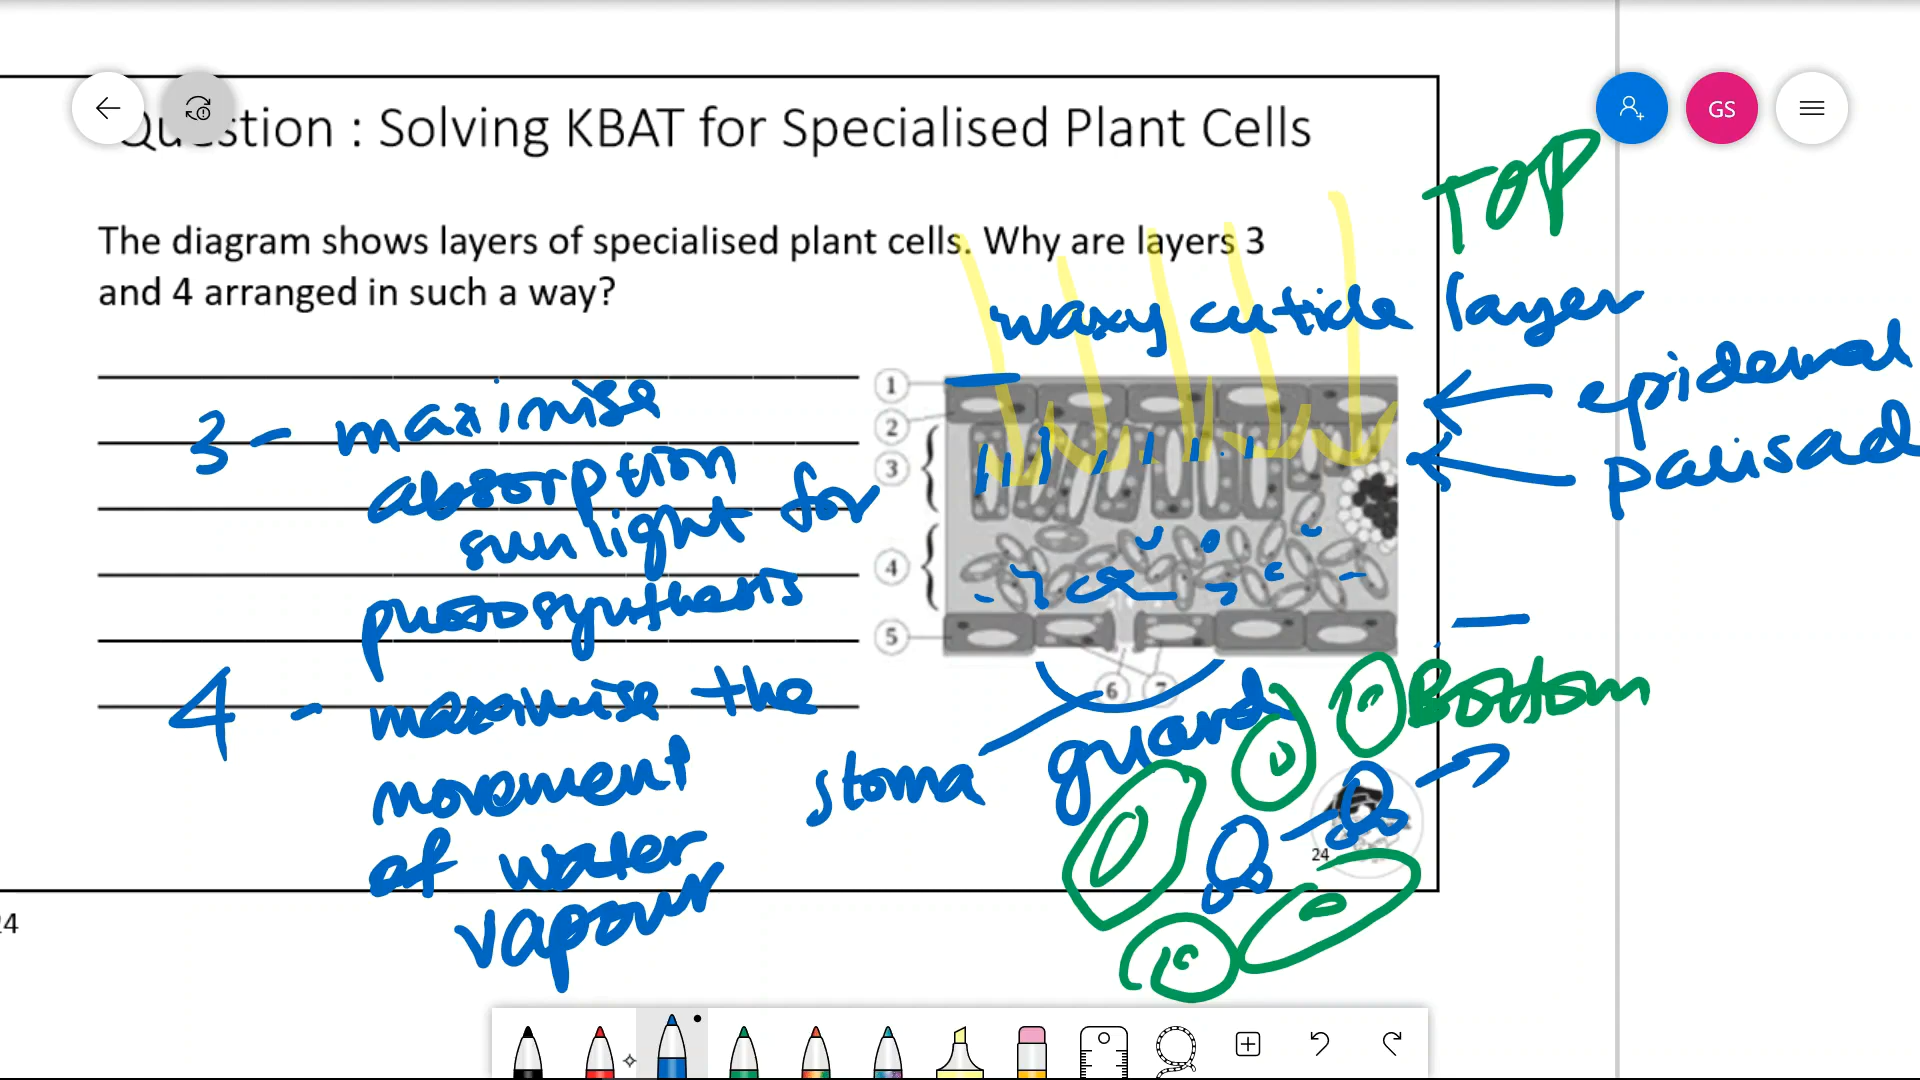 Question : Solving KBAT for Specialised Plant Cells
GS
TOP
The diagram shows layers of specialised plant cells. Why are layers 3
and 4 arranged in such a way?
waxy cuticle layer
epidermal
palisad
1
2
3
4
5
6
7
3 - maximise
absorption
sunlight for
photosynthesis
4 - maximise the
movement
of water
vapour
stoma
guard
Bottom
24
24